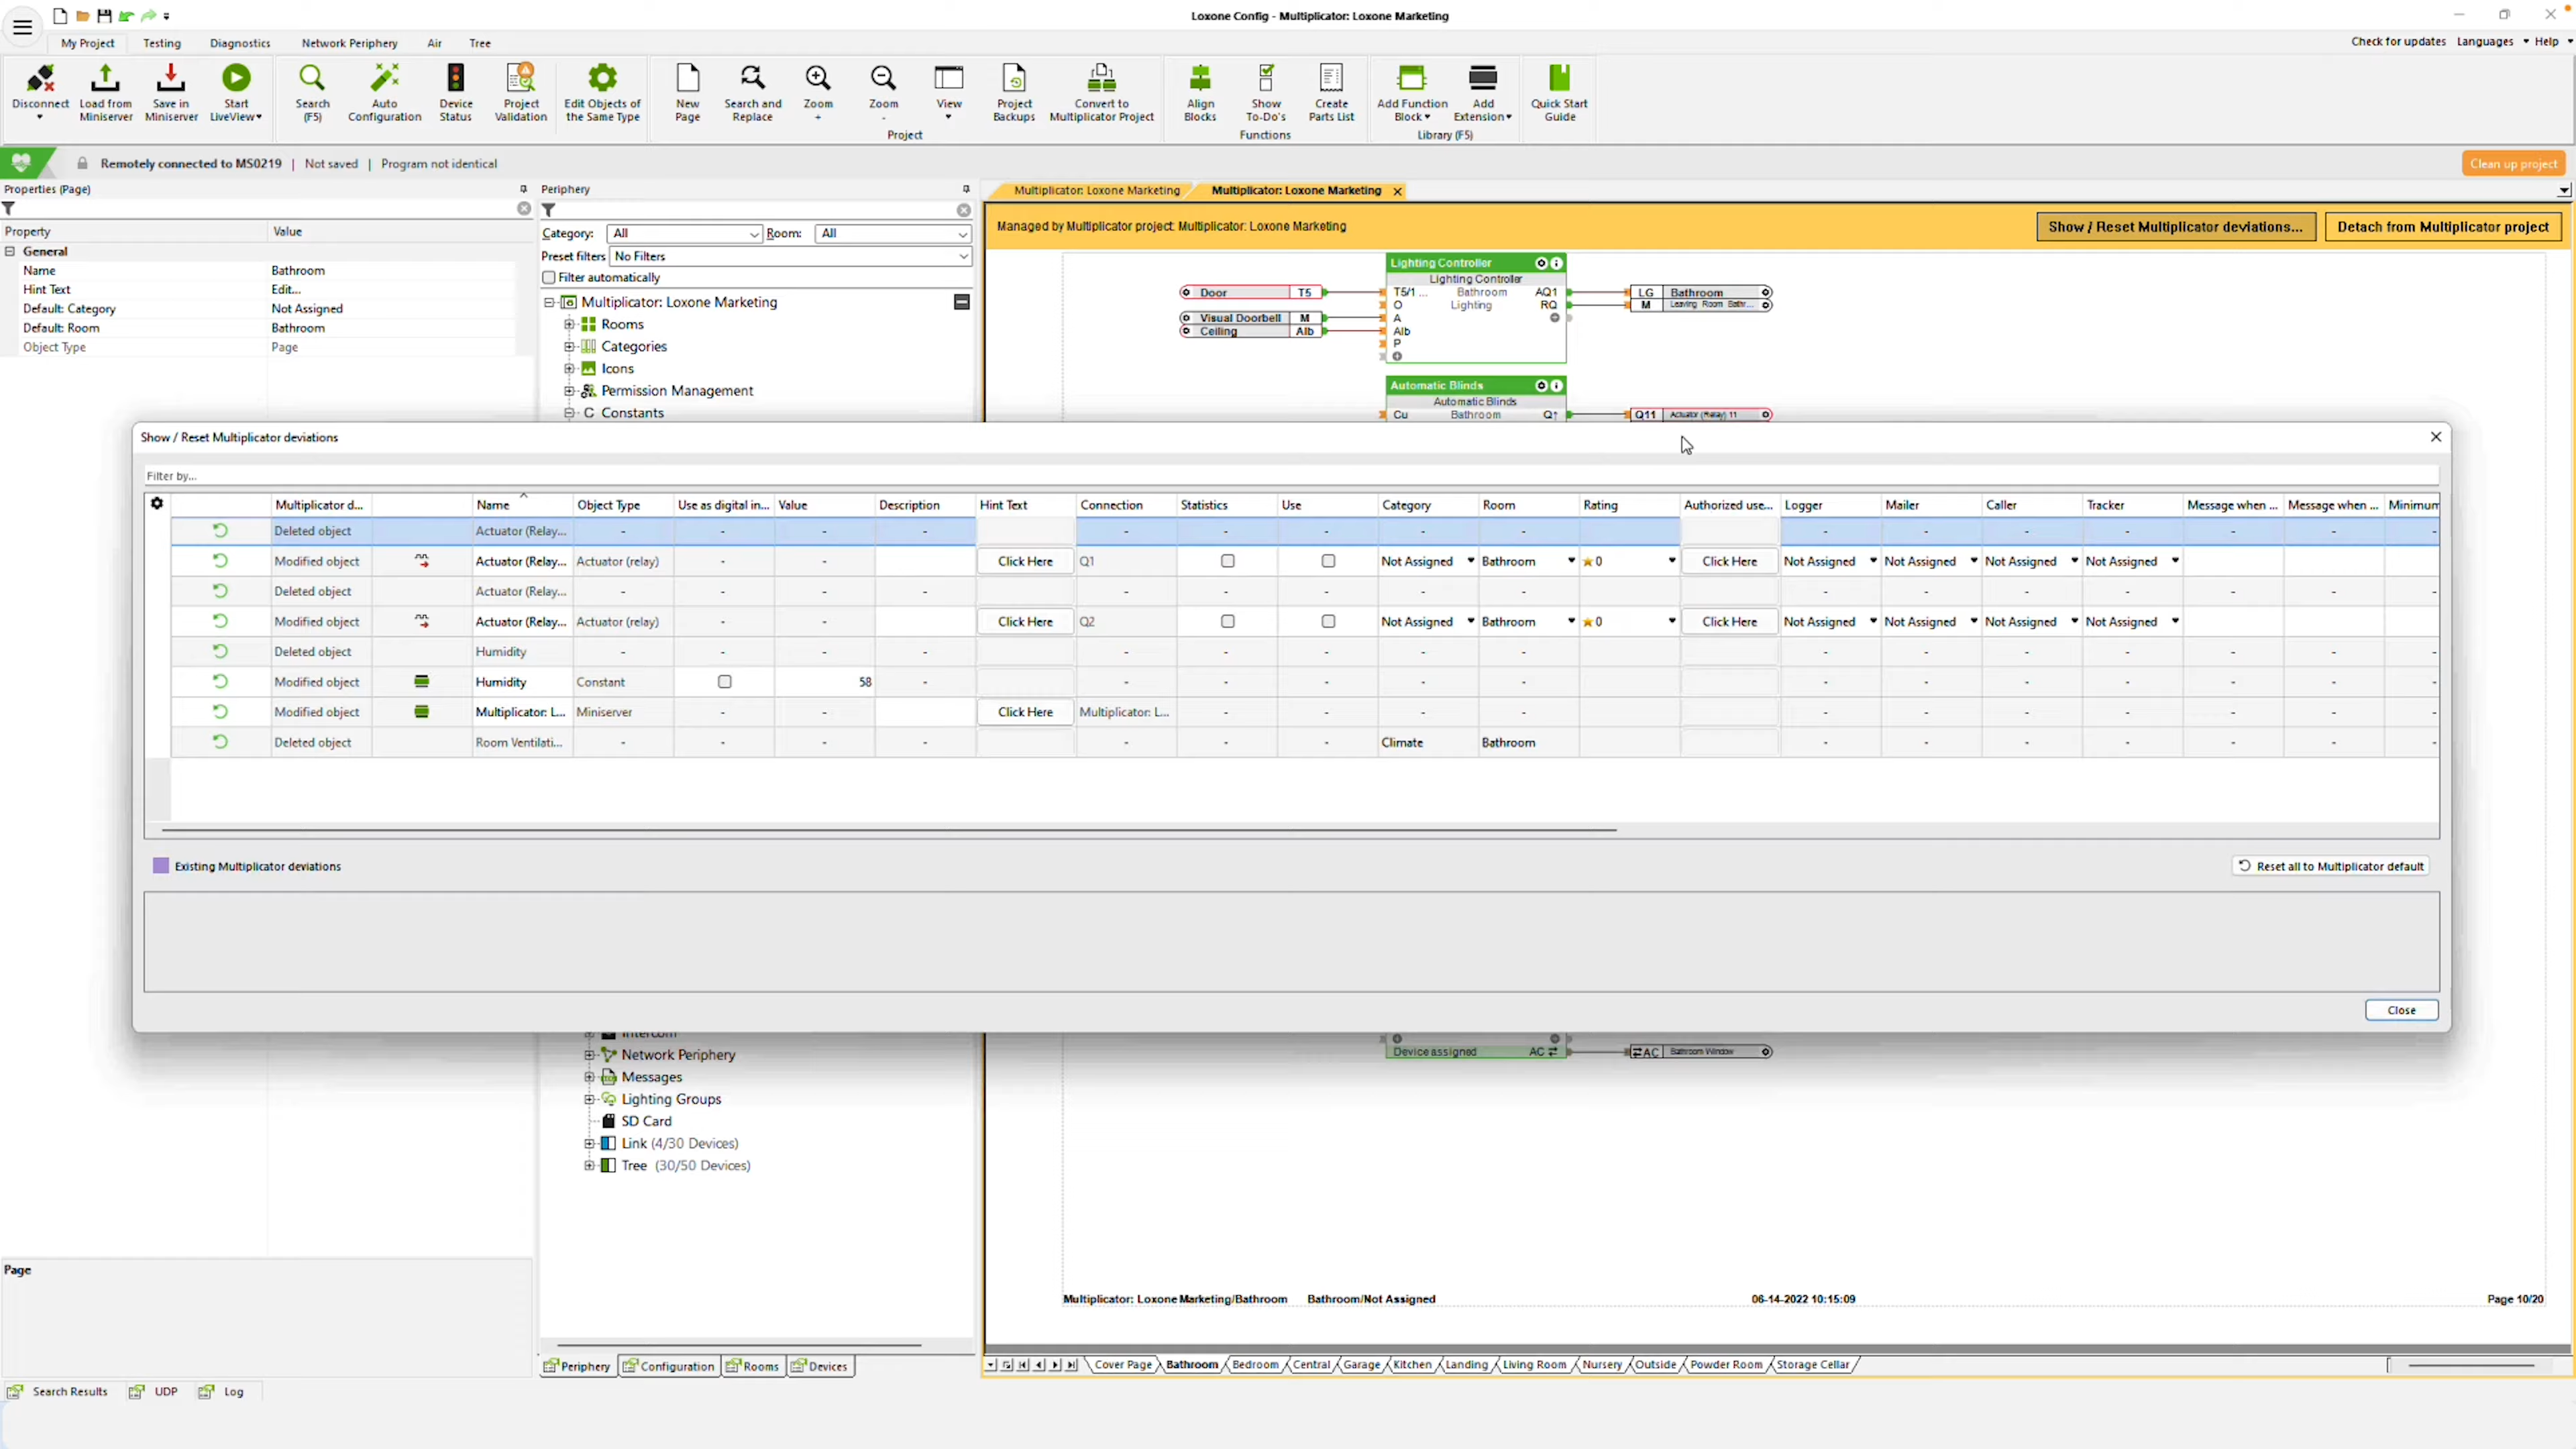 Loxone Config - Multiplicator: Loxone Marketing
My Project Testing Diagnostics Network Periphery Air Tree
Check for updates Languages Help
Disconnect
Load from Miniserver
Save in Miniserver
Start LiveView
Search (F5)
Auto Configuration
Device Status
Project Validation
Edit Objects of the Same Type
New Page
Search and Replace
Zoom +
Zoom -
View
Project Backups
Convert to Multiplicator Project
Align Blocks
Show To-Do's
Create Parts List
Add Function Block
Add Extension
Quick Start Guide
Project Functions Library (F5)
Remotely connected to MS0219 | Not saved | Program not identical
Clean up project
Properties (Page)
Property Value
General
Name Bathroom
Hint Text Edit...
Default: Category Not Assigned
Default: Room Bathroom
Object Type Page
Periphery
Category: All Room: All
Preset filters No Filters
Filter automatically
Multiplicator: Loxone Marketing
Rooms
Categories
Icons
Permission Management
C Constants
Multiplicator: Loxone Marketing Multiplicator: Loxone Marketing
Managed by Multiplicator project: Multiplicator: Loxone Marketing
Show / Reset Multiplicator deviations... Detach from Multiplicator project
Lighting Controller
Lighting Controller
Door T5 T5/1 ... Bathroom AQ1 LG Bathroom
O Lighting RQ M Leaving Room Bathr...
Visual Doorbell M A
Ceiling AIb AIb
P
Automatic Blinds
Automatic Blinds
Cu Bathroom Q↑ Q11 Actuator (Relay) 11
Show / Reset Multiplicator deviations
Filter by...
Multiplicator d... Name Object Type Use as digital in... Value Description Hint Text Connection Statistics Use Category Room Rating Authorized use... Logger Mailer Caller Tracker Message when ... Message when ... Minimum
Deleted object Actuator (Relay... - - - - - - - - - - - - - - - -
Modified object Actuator (Relay... Actuator (relay) - - Click Here Q1 Not Assigned Bathroom 0 Click Here Not Assigned Not Assigned Not Assigned Not Assigned
Deleted object Actuator (Relay... - - - - - - - - - - - - - - - -
Modified object Actuator (Relay... Actuator (relay) - - Click Here Q2 Not Assigned Bathroom 0 Click Here Not Assigned Not Assigned Not Assigned Not Assigned
Deleted object Humidity - - - - - - - - - - - - - - - -
Modified object Humidity Constant 58 - - - - - - - - - - - - -
Modified object Multiplicator: L... Miniserver - - Click Here Multiplicator: L... - - - - - - - - - - -
Deleted object Room Ventilati... - - - - - - - Climate Bathroom - - - - - - -
Existing Multiplicator deviations
Reset all to Multiplicator default
Close
Intercom
Network Periphery
Messages
Lighting Groups
SD Card
Link (4/30 Devices)
Tree (30/50 Devices)
Device assigned AC AC Bathroom Window
Page
Multiplicator: Loxone Marketing/Bathroom Bathroom/Not Assigned 06-14-2022 10:15:09 Page 10/20
Periphery Configuration Rooms Devices
Cover Page Bathroom Bedroom Central Garage Kitchen Landing Living Room Nursery Outside Powder Room Storage Cellar
Search Results UDP Log